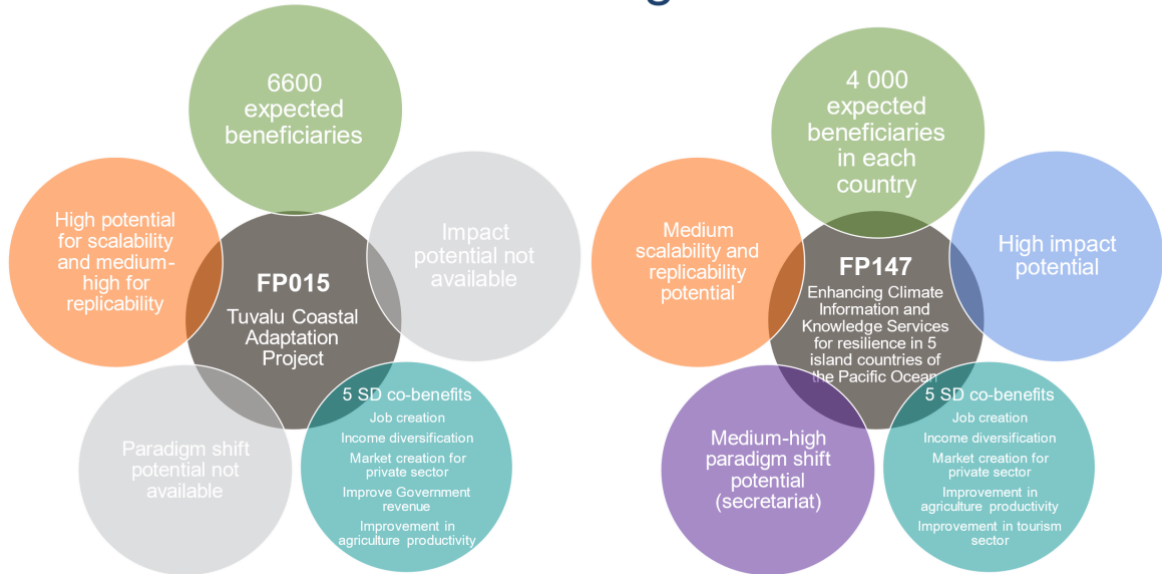 6600
expected
beneficiaries
High potential
for scalability
and medium-
high for
replicability
FP015
Tuvalu Coastal
Adaptation
Project
Impact
potential not
available
Paradigm shift
potential not
available
5 SD co-benefits
Job creation
Income diversification
Market creation for
private sector
Improve Government
revenue
Improvement in
agriculture productivity
4 000
expected
beneficiaries
in each
country
Medium
scalability and
replicability
potential
FP147
Enhancing Climate
Information and
Knowledge Services
for resilience in 5
island countries of
the Pacific Ocean
High impact
potential
Medium-high
paradigm shift
potential
(secretariat)
5 SD co-benefits
Job creation
Income diversification
Market creation for
private sector
Improvement in
agriculture productivity
Improvement in tourism
sector